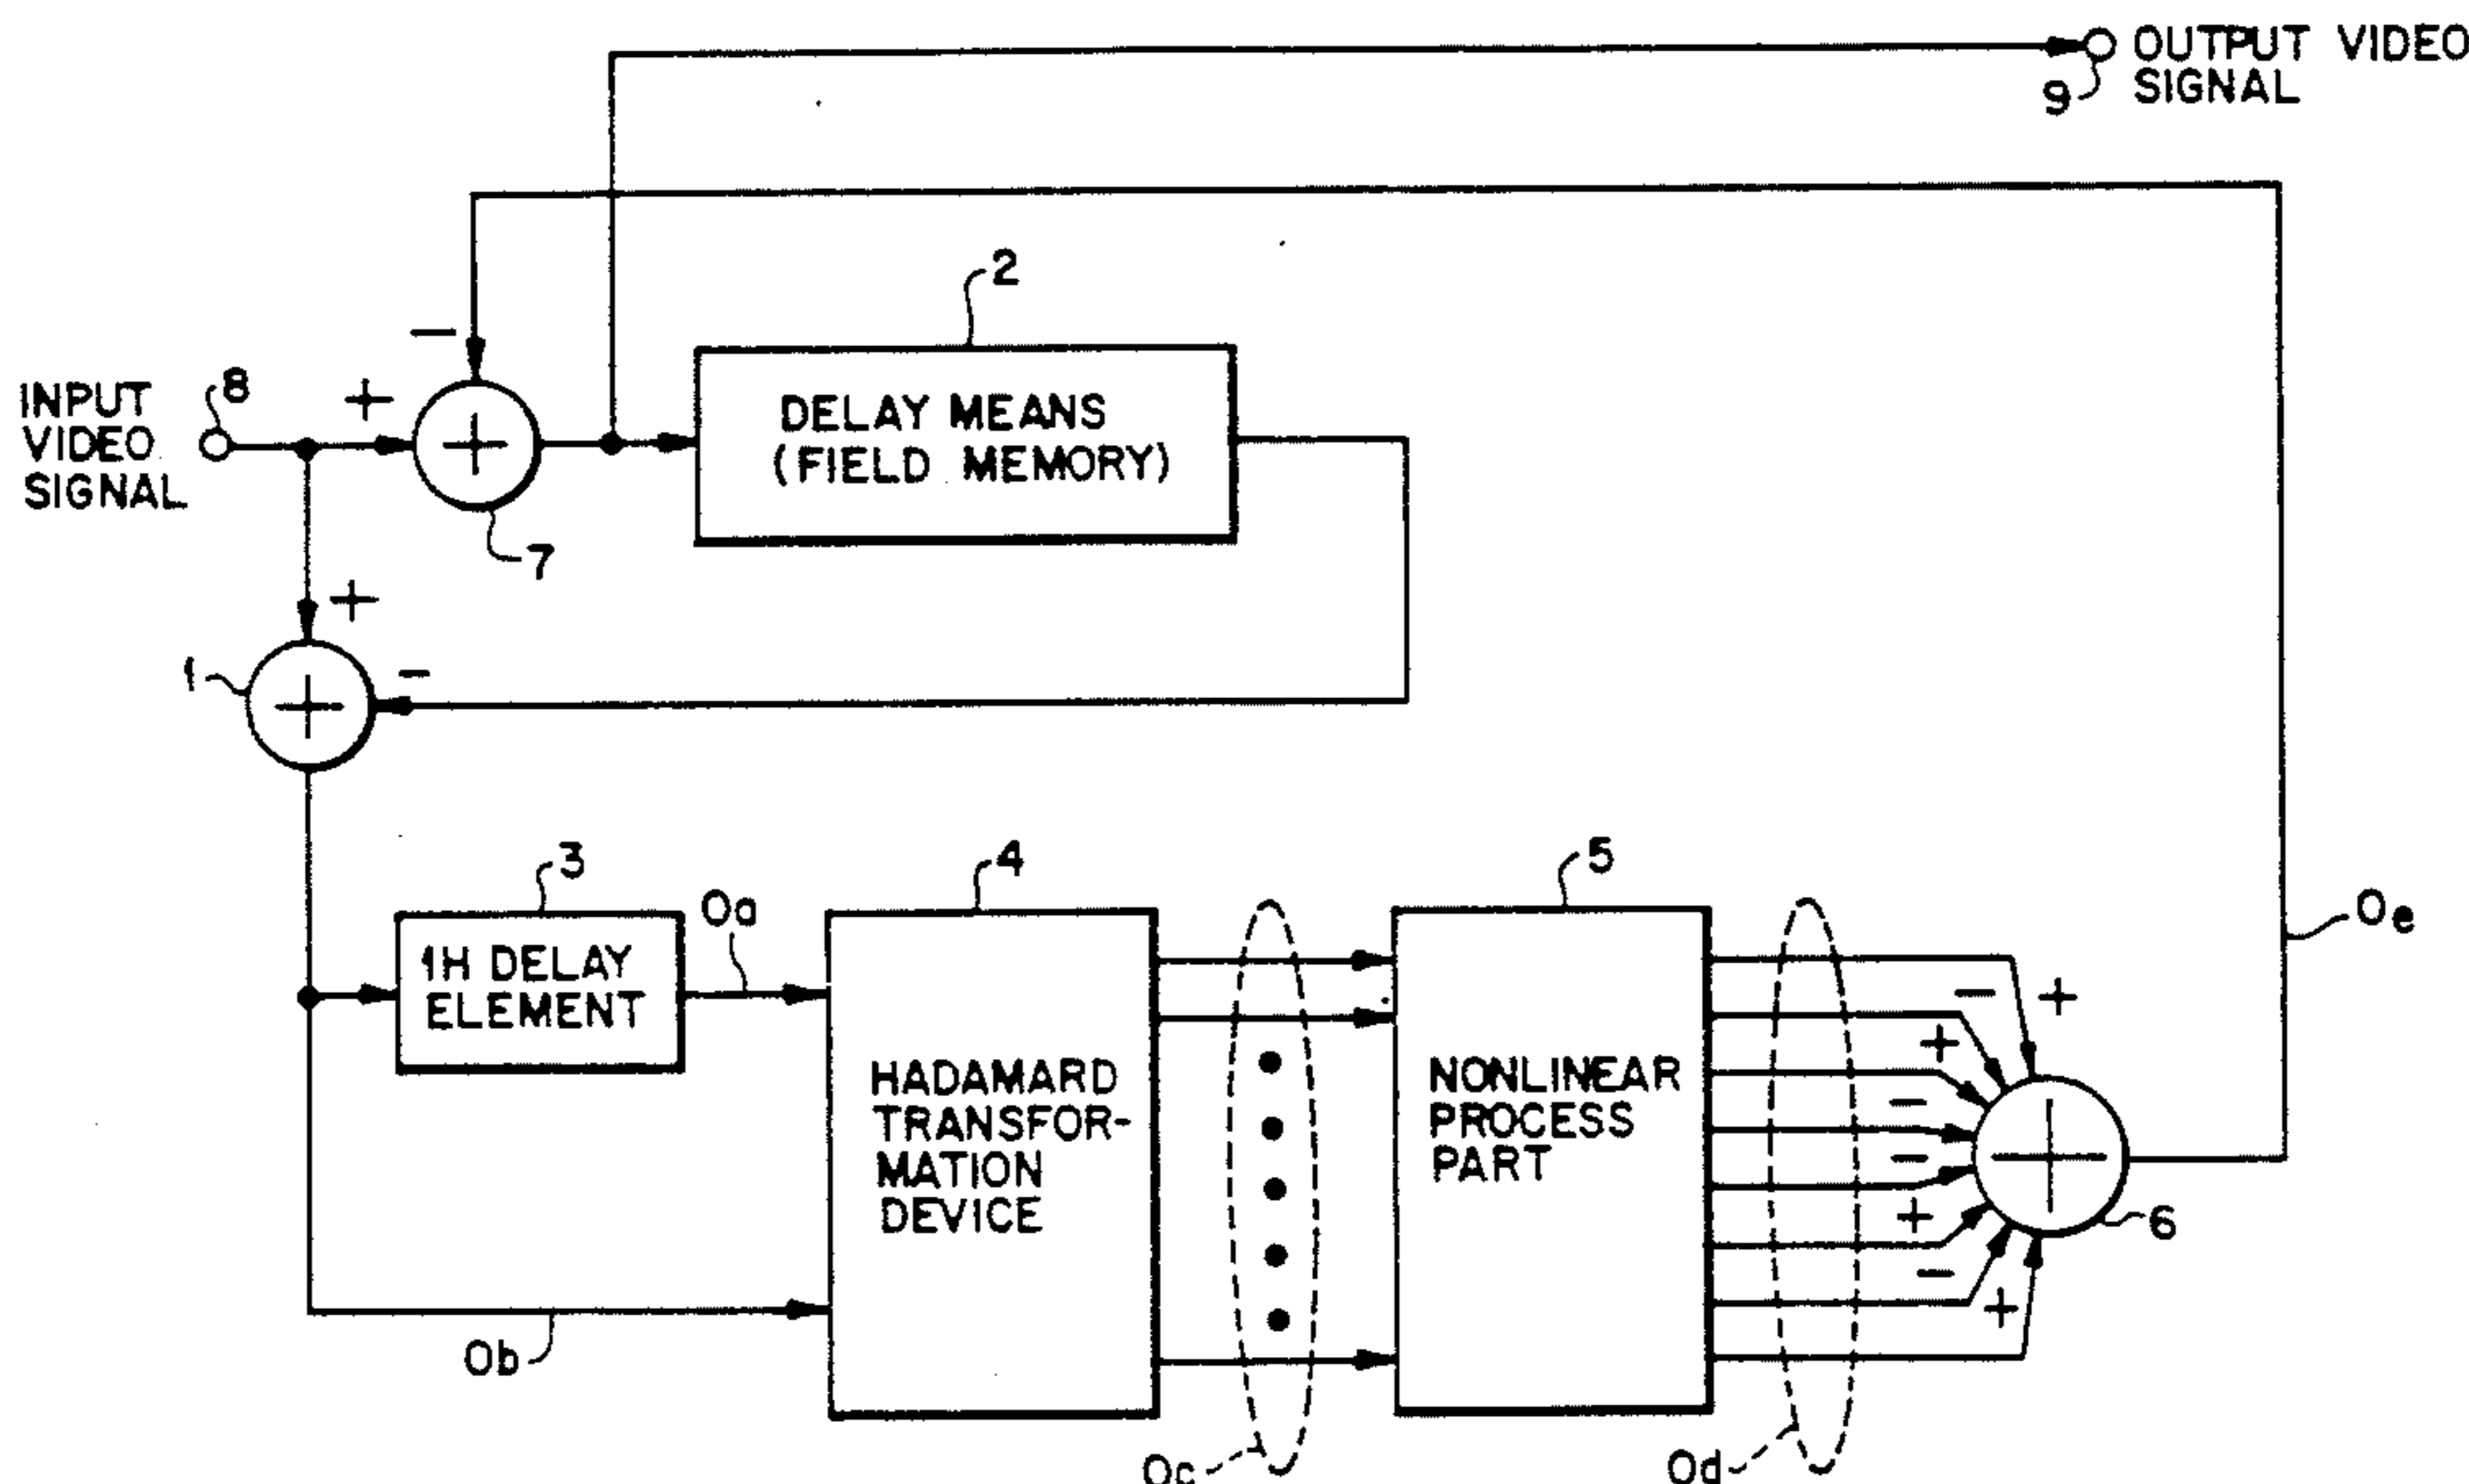 OUTPUT VIDEO
SIGNAL
9
2
8
INPUT
VIDEO
SIGNAL
−
+
+
DELAY MEANS
(FIELD MEMORY)
7
+
1
−
+
3
Oa
4
5
Oe
1H DELAY
ELEMENT
HADAMARD
TRANSFOR-
MATION
DEVICE
NONLINEAR
PROCESS
PART
−
+
+
−
−
+
−
+
+
6
Ob
Oc
Od